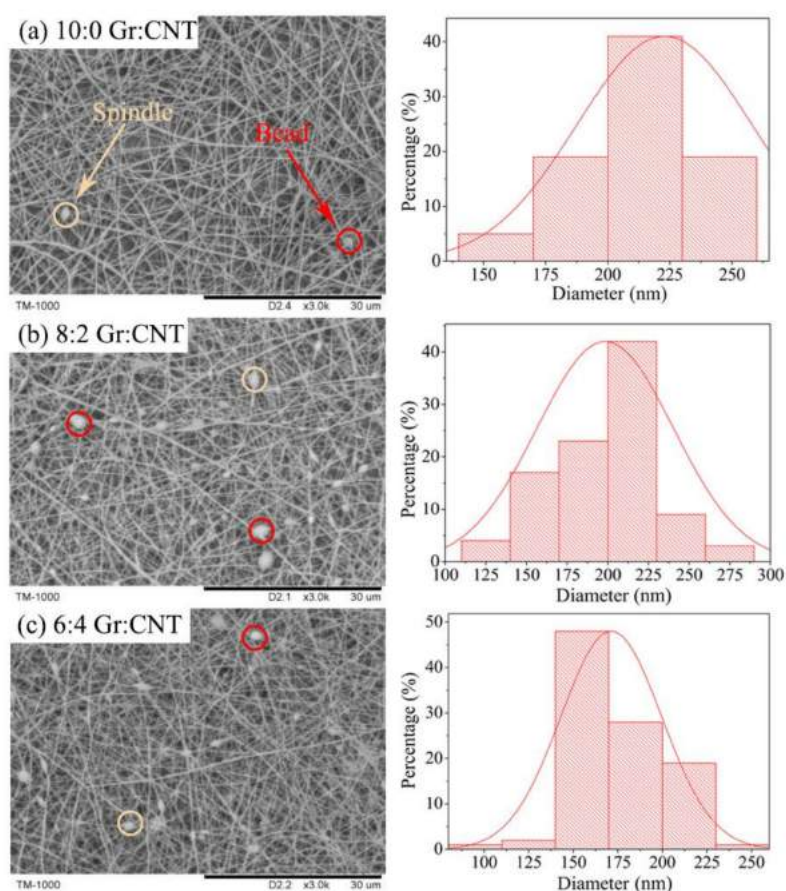 (a) 10:0 Gr:CNT
Spindle
Bead
TM-1000 D2.4 x3.0k 30 um
40
30
20
10
0
Percentage (%)
150 175 200 225 250
Diameter (nm)
(b) 8:2 Gr:CNT
TM-1000 D2.1 x3.0k 30 um
40
30
20
10
0
Percentage (%)
100 125 150 175 200 225 250 275 300
Diameter (nm)
(c) 6:4 Gr:CNT
TM-1000 D2.2 x3.0k 30 um
50
40
30
20
10
0
Percentage (%)
100 125 150 175 200 225 250
Diameter (nm)